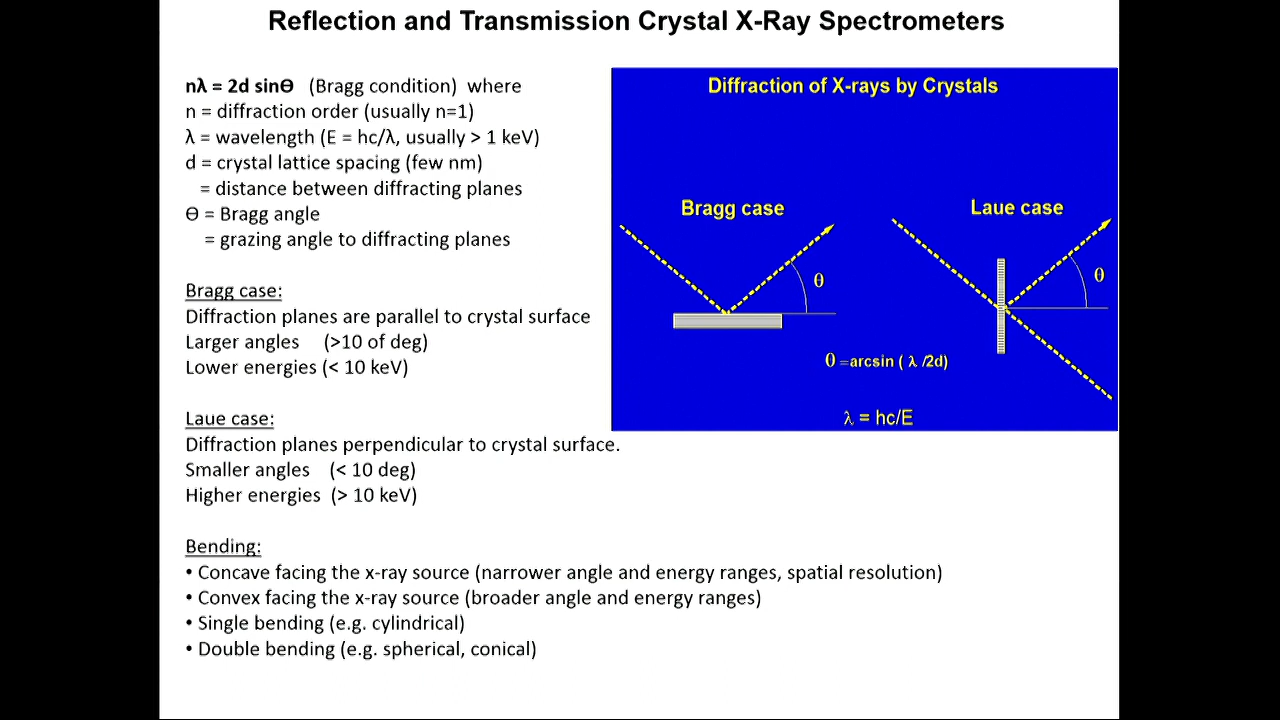 Reflection and Transmission Crystal X-Ray Spectrometers
nλ = 2d sinΘ (Bragg condition) where
n = diffraction order (usually n=1)
λ = wavelength (E = hc/λ, usually > 1 keV)
d = crystal lattice spacing (few nm)
= distance between diffracting planes
Θ = Bragg angle
= grazing angle to diffracting planes
Bragg case:
Diffraction planes are parallel to crystal surface
Larger angles (>10 of deg)
Lower energies (< 10 keV)
Laue case:
Diffraction planes perpendicular to crystal surface.
Smaller angles (< 10 deg)
Higher energies (> 10 keV)
Bending:
• Concave facing the x-ray source (narrower angle and energy ranges, spatial resolution)
• Convex facing the x-ray source (broader angle and energy ranges)
• Single bending (e.g. cylindrical)
• Double bending (e.g. spherical, conical)
Diffraction of X-rays by Crystals
Bragg case
Laue case
θ
θ
θ =arcsin ( λ /2d)
λ = hc/E